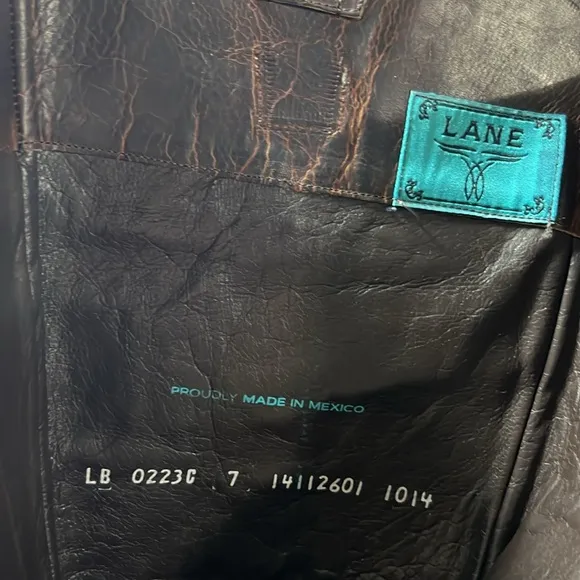 LANE
PROUDLY MADE IN MEXICO
LB 0223C 7 14112601 1014